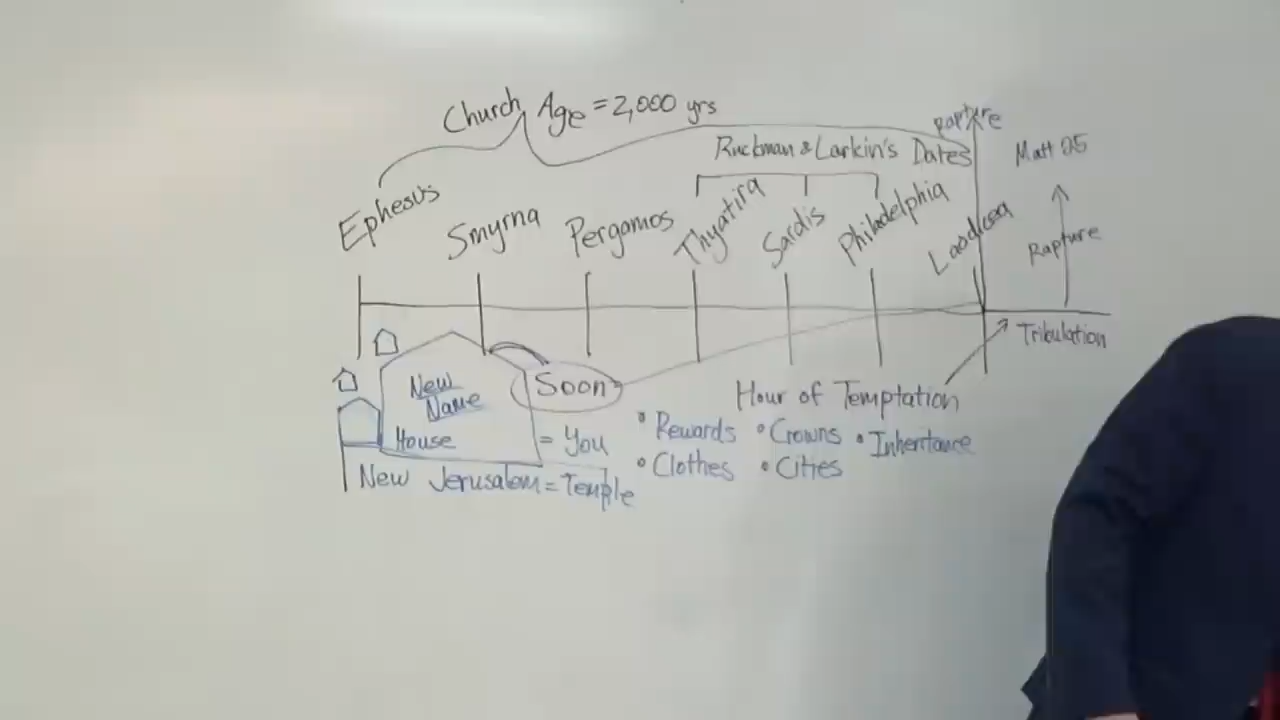 Church Age = 2,000 yrs
Rapture
Ruckman & Larkin's Dates
Matt 25
Ephesus
Smyrna
Pergamos
Thyatira
Sardis
Philadelphia
Laodicea
Rapture
Tribulation
New Name
Soon
Hour of Temptation
House = You
• Rewards • Crowns • Inheritance
• Clothes • Cities
New Jerusalem = Temple